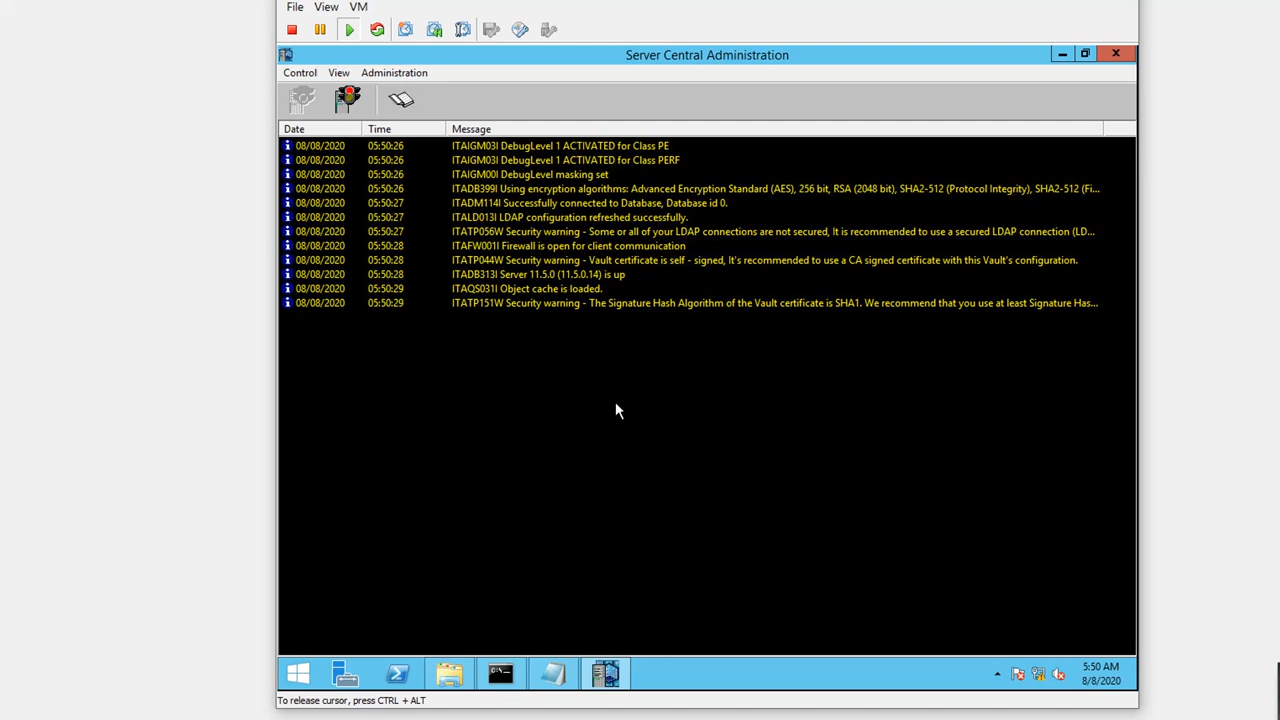 File View VM
Server Central Administration
Control View Administration
Date Time Message
08/08/2020 05:50:26 ITAIGM03I DebugLevel 1 ACTIVATED for Class PE
08/08/2020 05:50:26 ITAIGM03I DebugLevel 1 ACTIVATED for Class PERF
08/08/2020 05:50:26 ITAIGM00I DebugLevel masking set
08/08/2020 05:50:26 ITADB399I Using encryption algorithms: Advanced Encryption Standard (AES), 256 bit, RSA (2048 bit), SHA2-512 (Protocol Integrity), SHA2-512 (Fi...
08/08/2020 05:50:27 ITADM114I Successfully connected to Database, Database id 0.
08/08/2020 05:50:27 ITALD013I LDAP configuration refreshed successfully.
08/08/2020 05:50:27 ITATP056W Security warning - Some or all of your LDAP connections are not secured, It is recommended to use a secured LDAP connection (LD...
08/08/2020 05:50:28 ITAFW001I Firewall is open for client communication
08/08/2020 05:50:28 ITATP044W Security warning - Vault certificate is self - signed, It's recommended to use a CA signed certificate with this Vault's configuration.
08/08/2020 05:50:28 ITADB313I Server 11.5.0 (11.5.0.14) is up
08/08/2020 05:50:29 ITAQS031I Object cache is loaded.
08/08/2020 05:50:29 ITATP151W Security warning - The Signature Hash Algorithm of the Vault certificate is SHA1. We recommend that you use at least Signature Has...
5:50 AM
8/8/2020
To release cursor, press CTRL + ALT